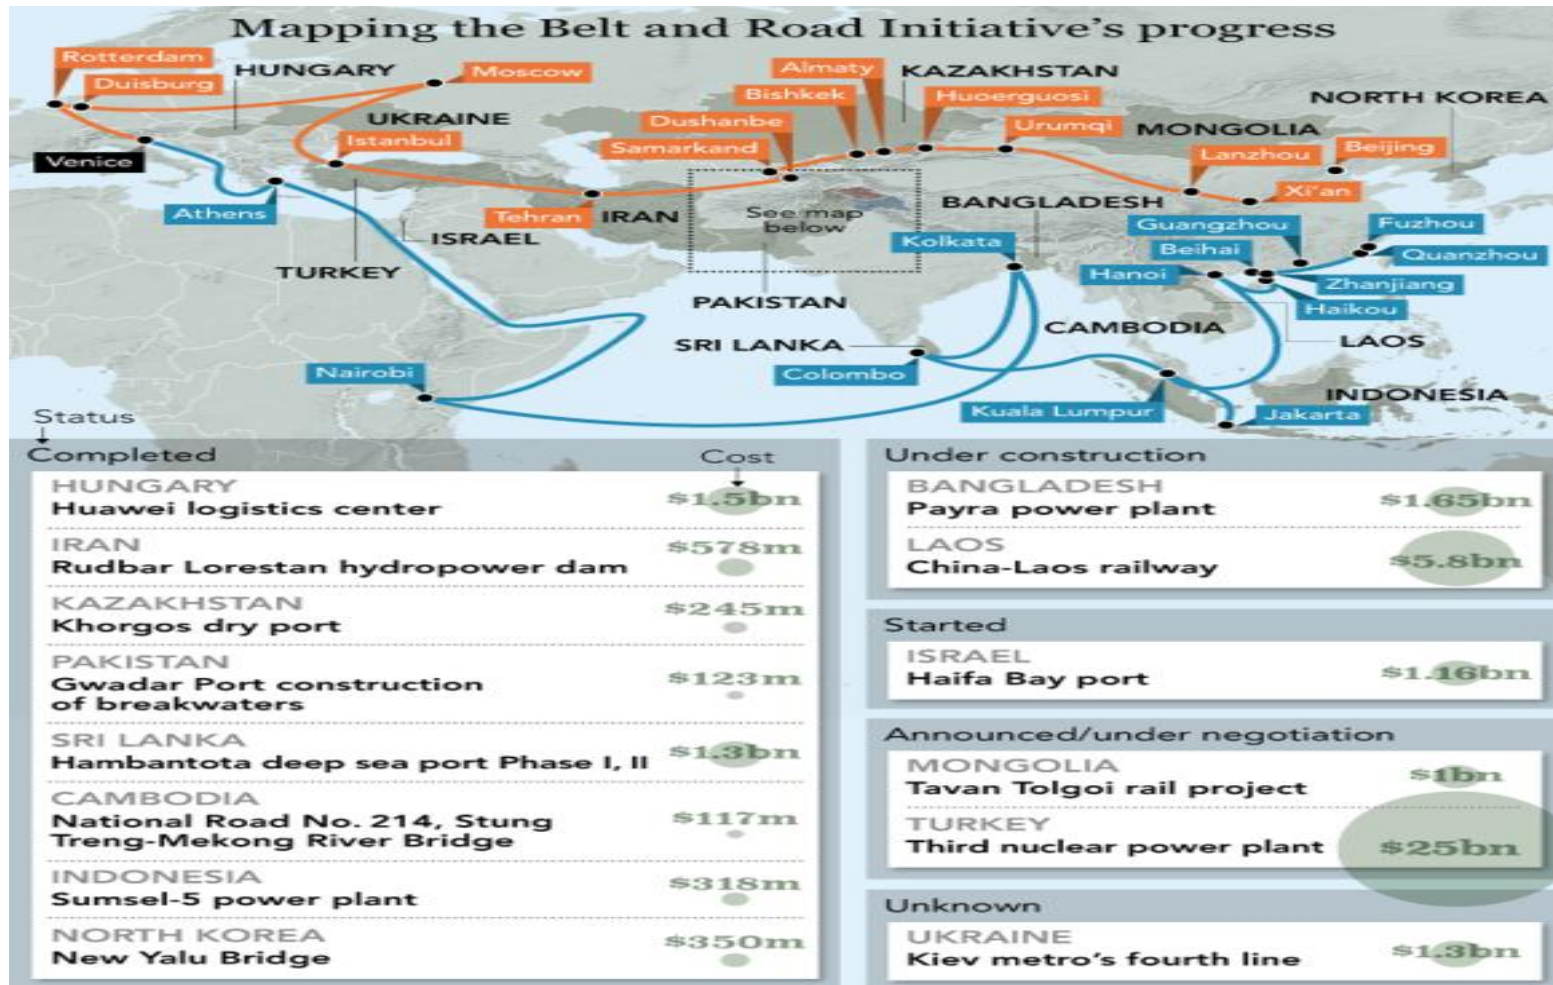 Mapping the Belt and Road Initiative's progress
Rotterdam
Duisburg
HUNGARY
Moscow
Almaty
KAZAKHSTAN
Bishkek
Huoerguosi
NORTH KOREA
UKRAINE
Dushanbe
Urumqi
MONGOLIA
Istanbul
Samarkand
Lanzhou
Beijing
Venice
Xi'an
Athens
Tehran
IRAN
See map
below
BANGLADESH
ISRAEL
Kolkata
Guangzhou
Fuzhou
Beihai
Quanzhou
TURKEY
Hanoi
Zhanjiang
PAKISTAN
Haikou
CAMBODIA
SRI LANKA
LAOS
Nairobi
Colombo
Kuala Lumpur
INDONESIA
Jakarta
Status
Completed
Cost
HUNGARY
Huawei logistics center
$1.5bn
IRAN
Rudbar Lorestan hydropower dam
$578m
KAZAKHSTAN
Khorgos dry port
$245m
PAKISTAN
Gwadar Port construction
of breakwaters
$123m
SRI LANKA
Hambantota deep sea port Phase I, II
$1.3bn
CAMBODIA
National Road No. 214, Stung
Treng-Mekong River Bridge
$117m
INDONESIA
Sumsel-5 power plant
$318m
NORTH KOREA
New Yalu Bridge
$350m
Under construction
BANGLADESH
Payra power plant
$1.65bn
LAOS
China-Laos railway
$5.8bn
Started
ISRAEL
Haifa Bay port
$1.16bn
Announced/under negotiation
MONGOLIA
Tavan Tolgoi rail project
$1bn
TURKEY
Third nuclear power plant
$25bn
Unknown
UKRAINE
Kiev metro's fourth line
$1.3bn